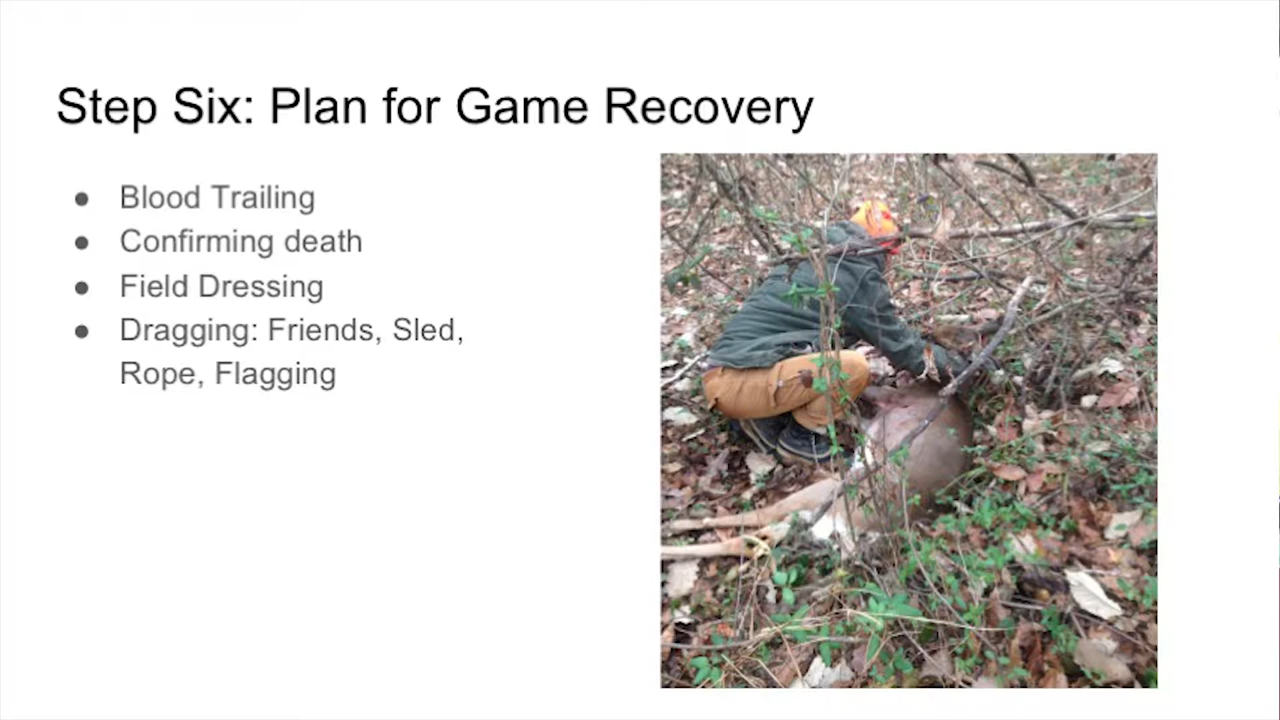 Step Six: Plan for Game Recovery
● Blood Trailing
● Confirming death
● Field Dressing
● Dragging: Friends, Sled,
Rope, Flagging